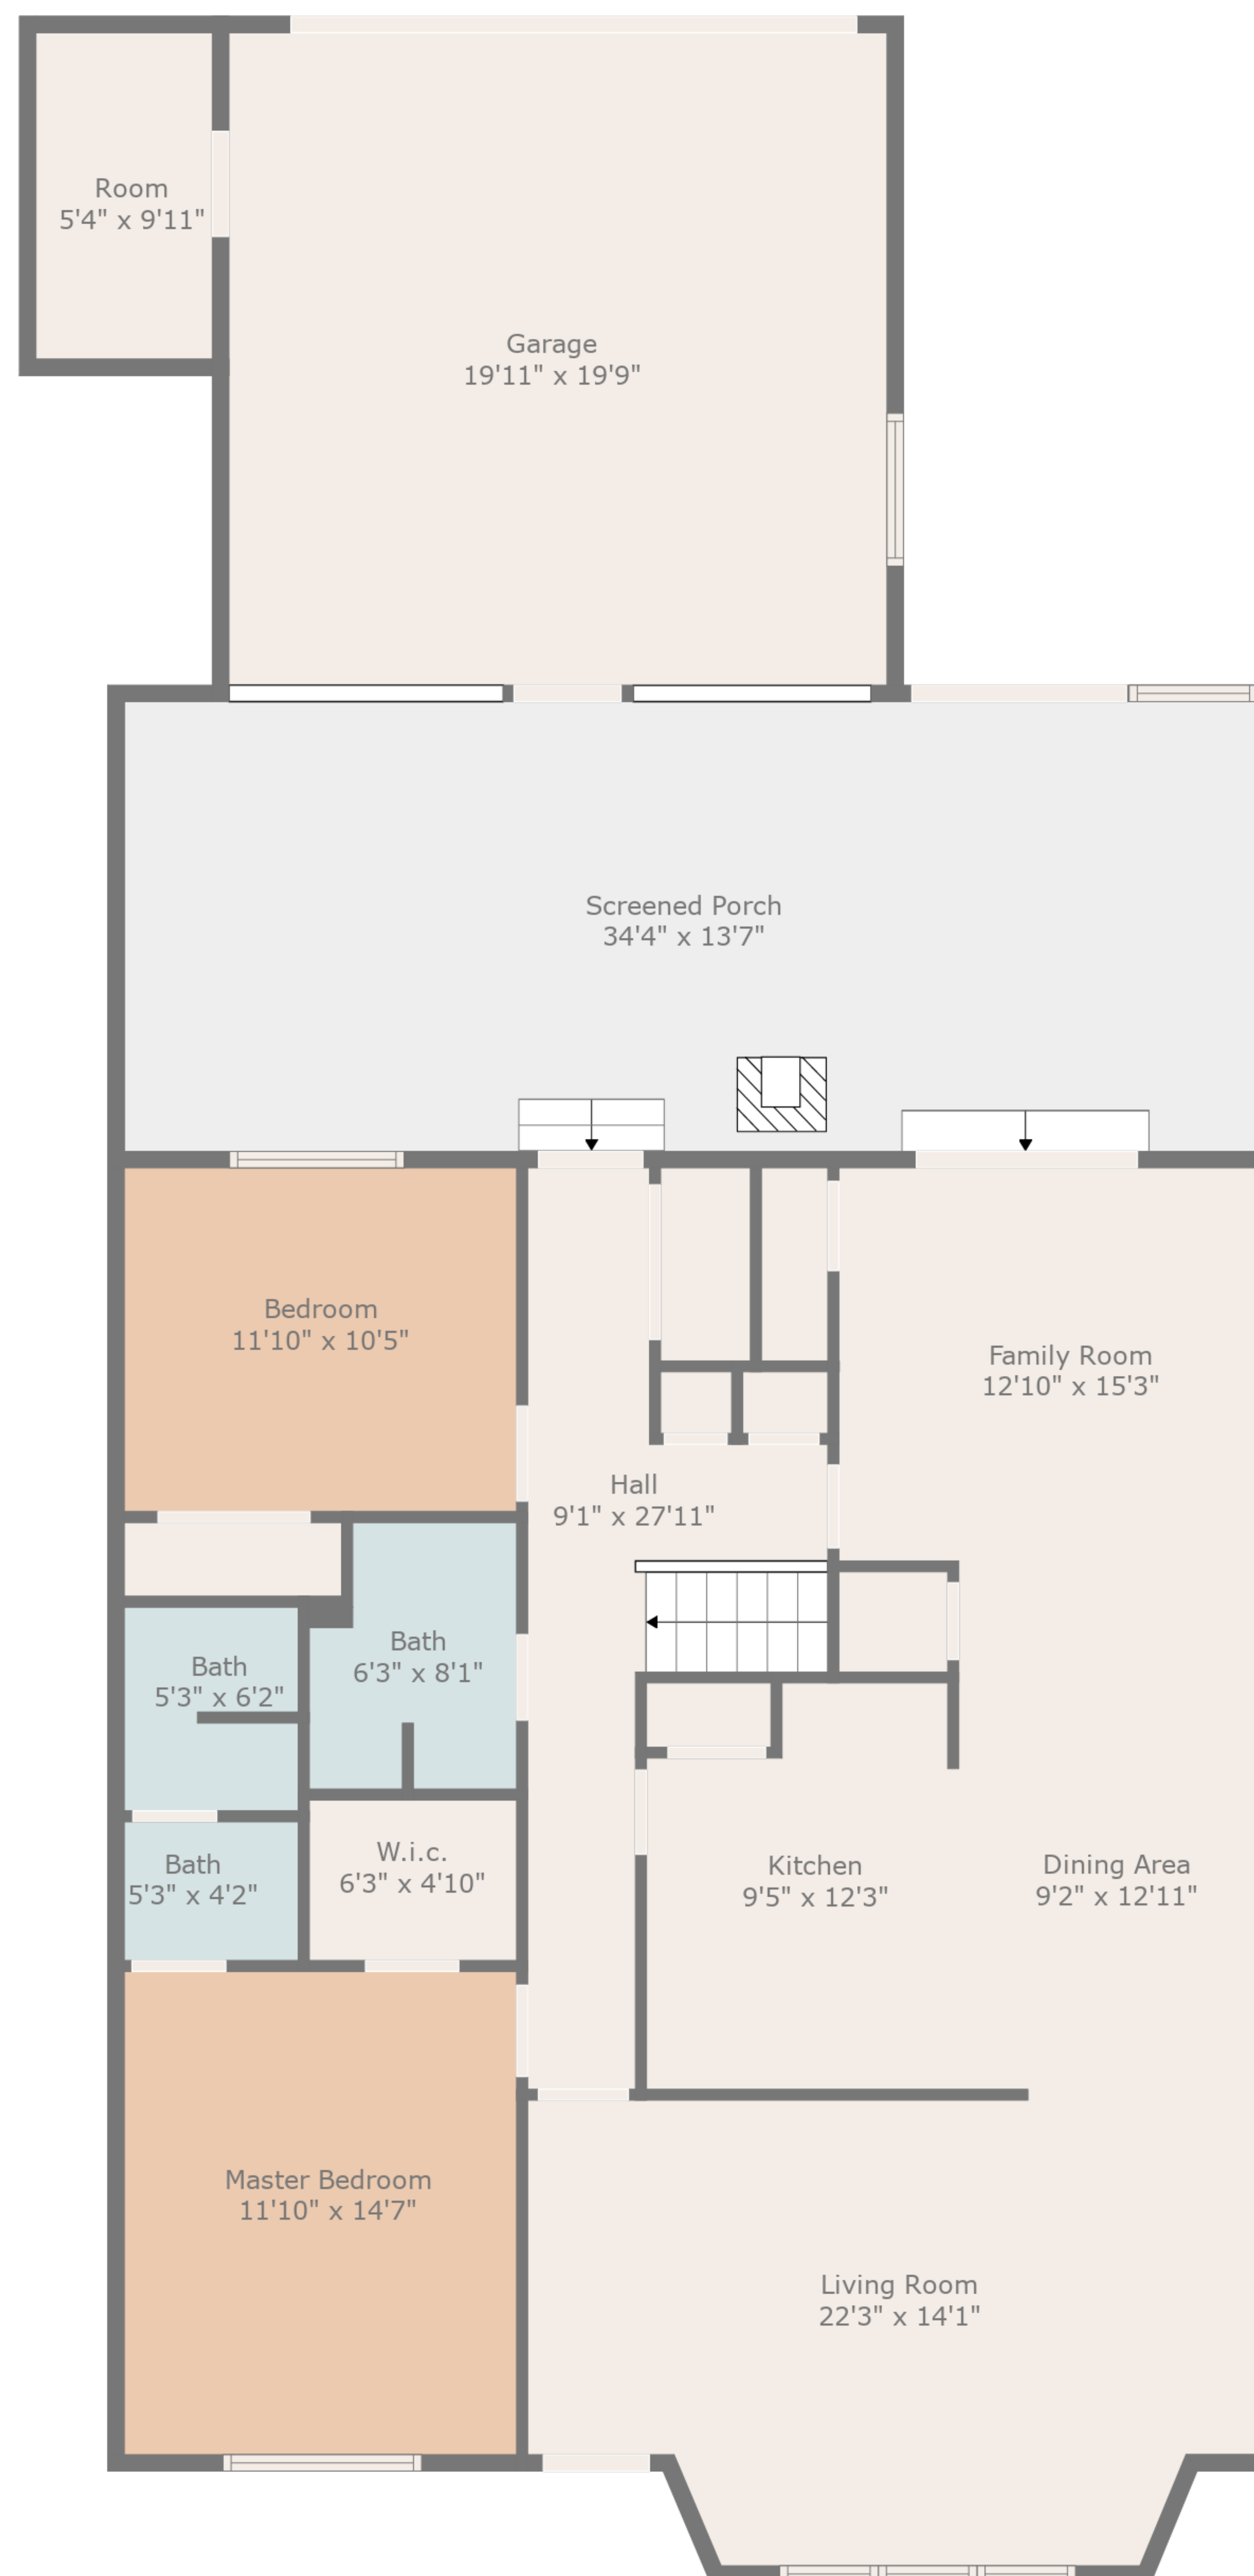 Room
5'4" x 9'11"
Garage
19'11" x 19'9"
Screened Porch
34'4" x 13'7"
Bedroom
11'10" x 10'5"
Family Room
12'10" x 15'3"
Hall
9'1" x 27'11"
Bath
6'3" x 8'1"
Bath
5'3" x 6'2"
W.i.c.
6'3" x 4'10"
Bath
5'3" x 4'2"
Kitchen
9'5" x 12'3"
Dining Area
9'2" x 12'11"
Master Bedroom
11'10" x 14'7"
Living Room
22'3" x 14'1"